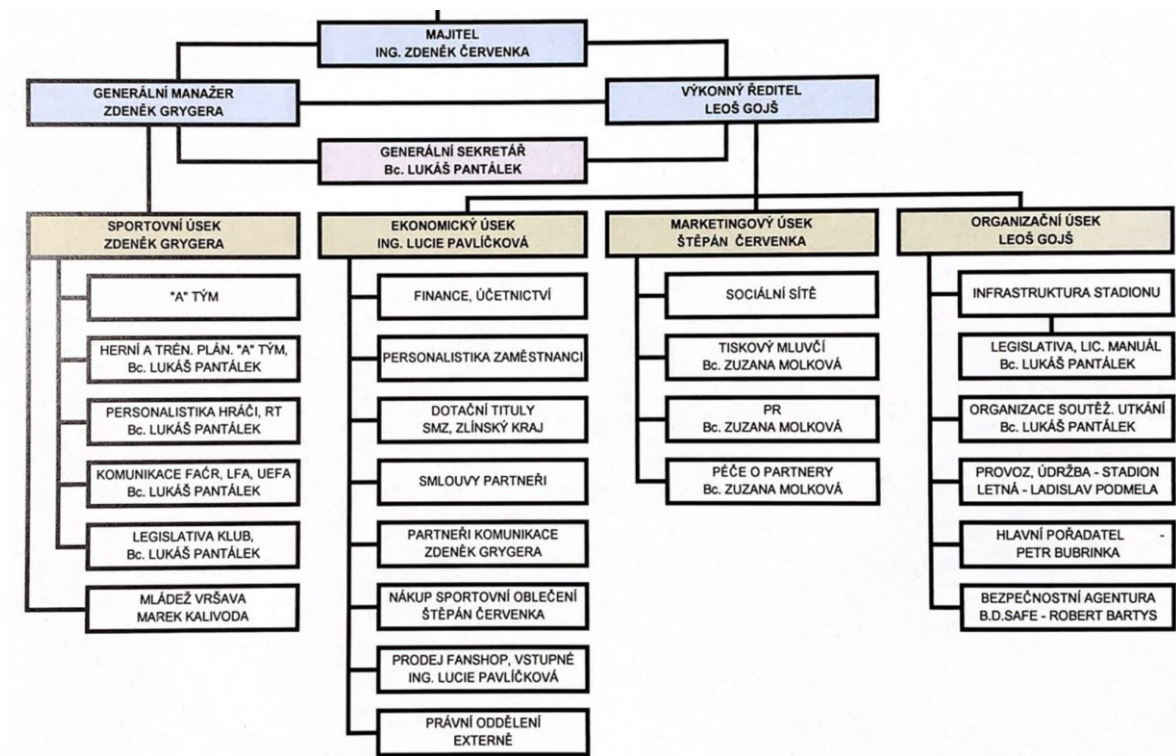 MAJITEL
ING. ZDENĚK ČERVENKA
GENERÁLNÍ MANAŽER
ZDENĚK GRYGERA
VÝKONNÝ ŘEDITEL
LEOŠ GOJŠ
GENERÁLNÍ SEKRETÁŘ
Bc. LUKÁŠ PANTÁLEK
SPORTOVNÍ ÚSEK
ZDENĚK GRYGERA
"A" TÝM
HERNÍ A TRÉN. PLÁN. "A" TÝM,
Bc. LUKÁŠ PANTÁLEK
PERSONALISTIKA HRÁČI, RT
Bc. LUKÁŠ PANTÁLEK
KOMUNIKACE FAČR, LFA, UEFA
Bc. LUKÁŠ PANTÁLEK
LEGISLATIVA KLUB,
Bc. LUKÁŠ PANTÁLEK
MLÁDEŽ VRŠAVA
MAREK KALIVODA
EKONOMICKÝ ÚSEK
ING. LUCIE PAVLÍČKOVÁ
FINANCE, ÚČETNICTVÍ
PERSONALISTIKA ZAMĚSTNANCI
DOTAČNÍ TITULY
SMZ, ZLÍNSKÝ KRAJ
SMLOUVY PARTNEŘI
PARTNEŘI KOMUNIKACE
ZDENĚK GRYGERA
NÁKUP SPORTOVNÍ OBLEČENÍ
ŠTĚPÁN ČERVENKA
PRODEJ FANSHOP, VSTUPNÉ
ING. LUCIE PAVLÍČKOVÁ
PRÁVNÍ ODDĚLENÍ
EXTERNĚ
MARKETINGOVÝ ÚSEK
ŠTĚPÁN ČERVENKA
SOCIÁLNÍ SÍTĚ
TISKOVÝ MLUVČÍ
Bc. ZUZANA MOLKOVÁ
PR
Bc. ZUZANA MOLKOVÁ
PÉČE O PARTNERY
Bc. ZUZANA MOLKOVÁ
ORGANIZAČNÍ ÚSEK
LEOŠ GOJŠ
INFRASTRUKTURA STADIONU
LEGISLATIVA, LIC. MANUÁL
Bc. LUKÁŠ PANTÁLEK
ORGANIZACE SOUTĚŽ. UTKÁNÍ
Bc. LUKÁŠ PANTÁLEK
PROVOZ, ÚDRŽBA - STADION
LETNÁ - LADISLAV PODMELA
HLAVNÍ POŘADATEL -
PETR BUBRINKA
BEZPEČNOSTNÍ AGENTURA
B.D.SAFE - ROBERT BARTYS